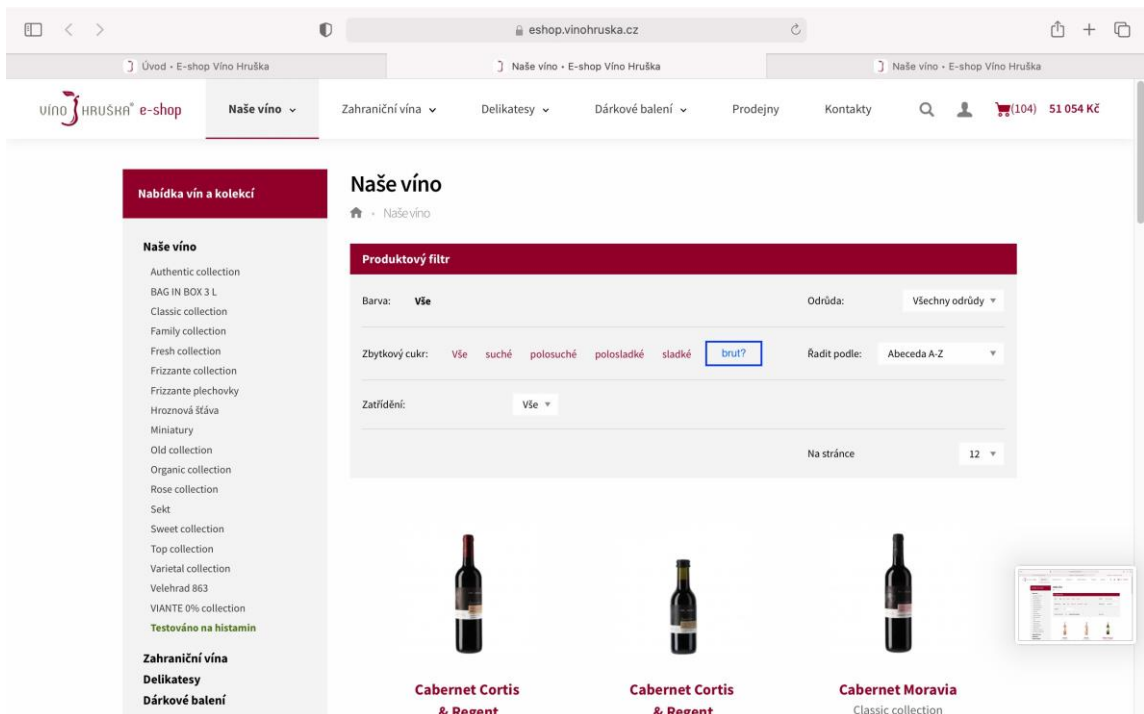 eshop.vinohruska.cz
Úvod • E-shop Víno Hruška
Naše víno • E-shop Víno Hruška
Naše víno • E-shop Víno Hruška
VÍNO HRUŠKA® e-shop
Naše víno
Zahraniční vína
Delikatesy
Dárkové balení
Prodejny
Kontakty
(104) 51 054 Kč
Nabídka vín a kolekcí
Naše víno
Authentic collection
BAG IN BOX 3 L
Classic collection
Family collection
Fresh collection
Frizzante collection
Frizzante plechovky
Hroznová šťáva
Miniatury
Old collection
Organic collection
Rose collection
Sekt
Sweet collection
Top collection
Varietal collection
Velehrad 863
VIANTE 0% collection
Testováno na histamin
Zahraniční vína
Delikatesy
Dárkové balení
Naše víno
• Naše víno
Produktový filtr
Barva: Vše
Odrůda: Všechny odrůdy
Zbytkový cukr: Vše suché polosuché polosladké sladké brut?
Řadit podle: Abeceda A-Z
Zatřídění: Vše
Na stránce 12
Cabernet Cortis
& Regent
Cabernet Cortis
& Regent
Cabernet Moravia
Classic collection